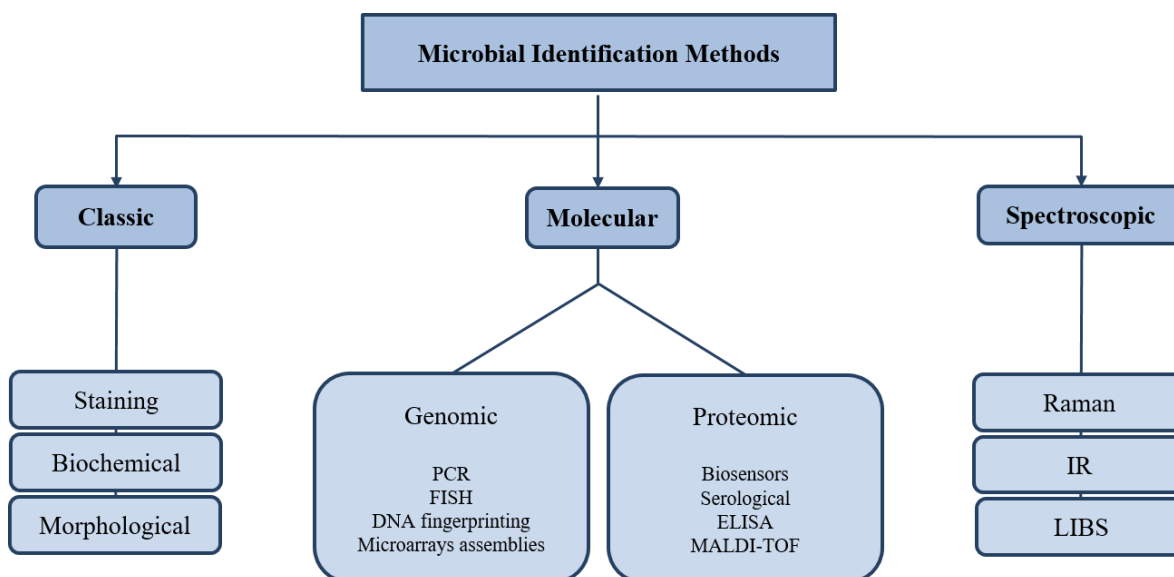 Microbial Identification Methods
Classic
Molecular
Spectroscopic
Staining
Biochemical
Morphological
Genomic
PCR
FISH
DNA fingerprinting
Microarrays assemblies
Proteomic
Biosensors
Serological
ELISA
MALDI-TOF
Raman
IR
LIBS